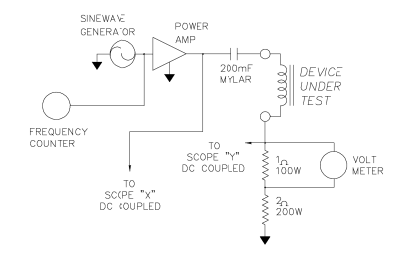 SINEWAVE
GENERATOR
POWER
AMP
200mF
MYLAR
DEVICE
UNDER
TEST
FREQUENCY
COUNTER
TO
SCOPE "X"
DC COUPLED
TO
SCOPE "Y"
DC COUPLED
1Ω
100W
VOLT
METER
2Ω
200W